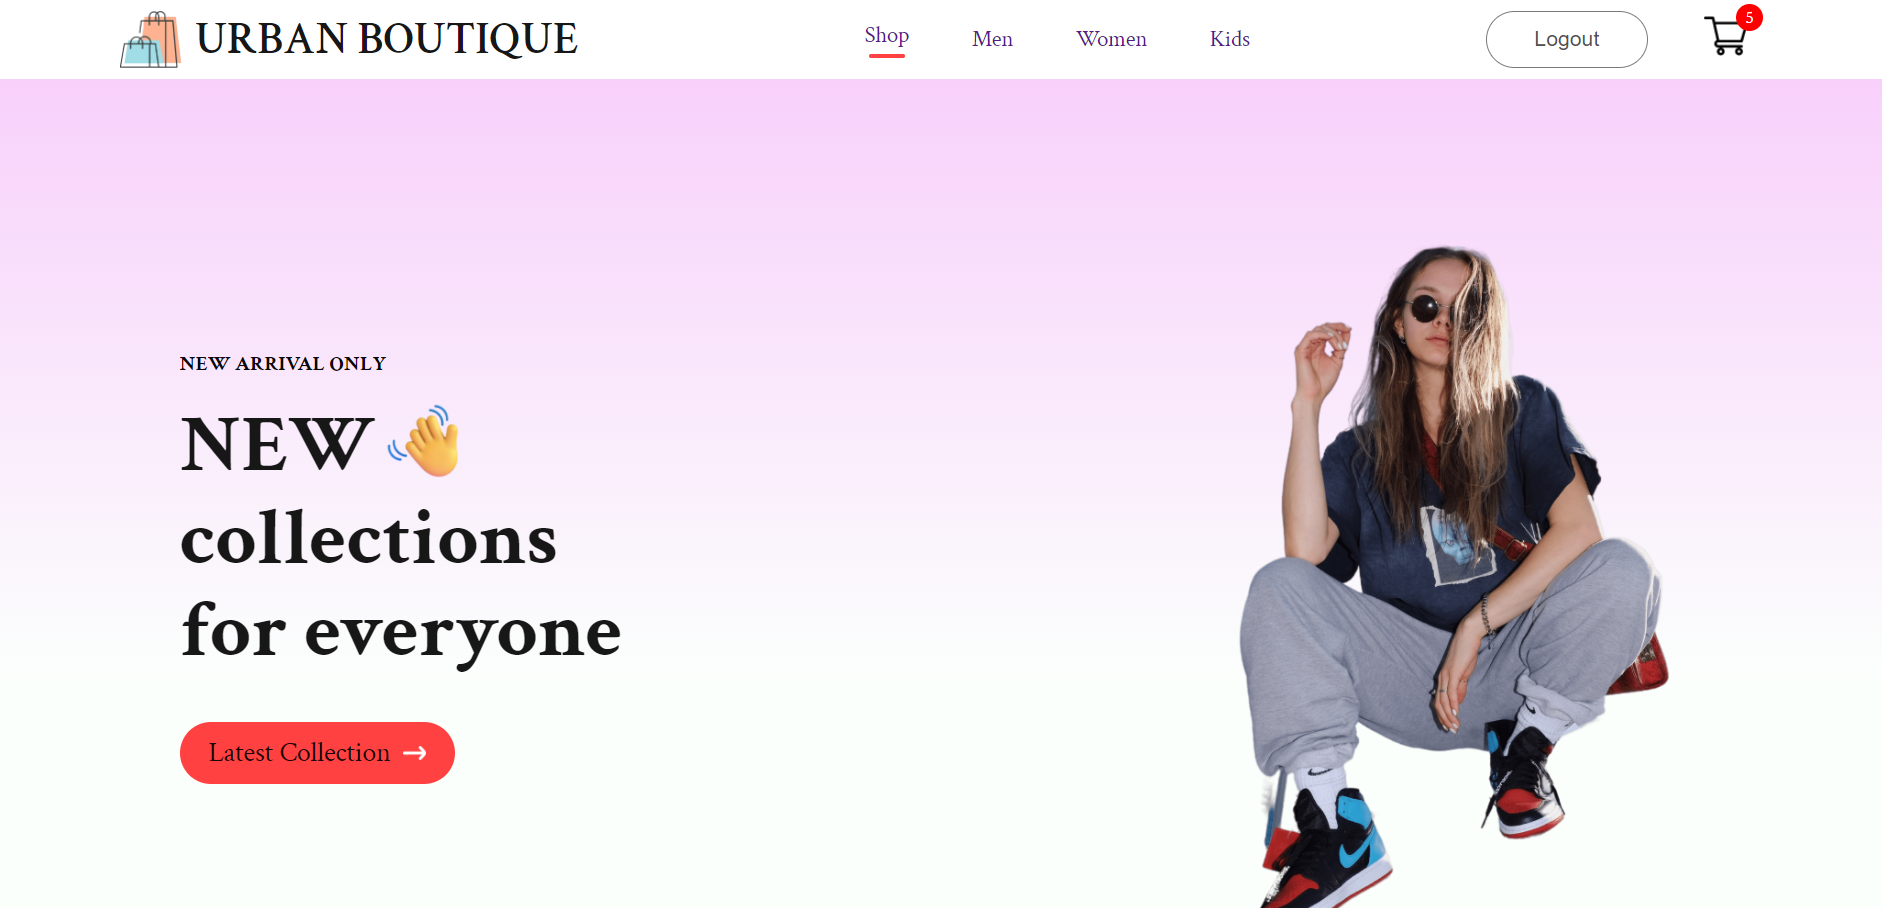 URBAN BOUTIQUE
Shop
Men
Women
Kids
Logout
5
NEW ARRIVAL ONLY
NEW 👋
collections
for everyone
Latest Collection →